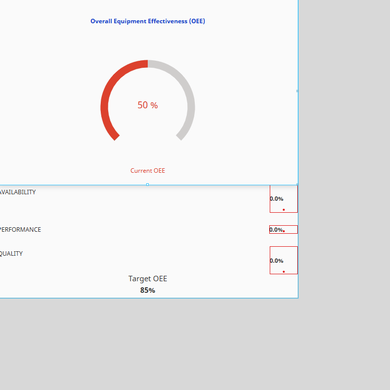 Overall Equipment Effectiveness (OEE)
50 %
Current OEE
AVAILABILITY
0.0%
PERFORMANCE
0.0%
QUALITY
0.0%
Target OEE
85%